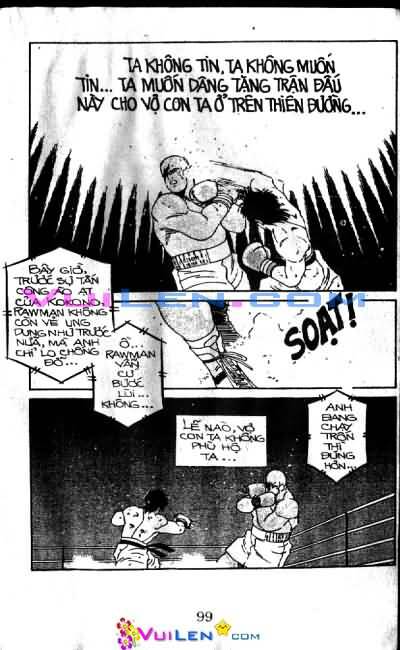 TA KHÔNG TIN, TA KHÔNG MUỐN
TIN... TA MUỐN DÂNG TẶNG TRẬN ĐẤU
NÀY CHO VỢ CON TA Ở TRÊN THIÊN ĐƯỜNG...
BÂY GIỜ,
TRƯỚC SỰ TẤN
CÔNG ÀO ẠT
CỦA KOKONO,
RAWMAN KHÔNG
CÒN VẺ UNG
DUNG NHƯ TRƯỚC
NỮA, MÀ ANH
CHỈ LO CHỐNG
ĐỠ...
VUILEN.COM
SOẠT!
Ồ...
RAWMAN
VẪN
CỨ
BƯỚC
LÙI...
KHÔNG...
LẼ NÀO, VỢ
CON TA KHÔNG
PHÙ HỘ
TA...
ANH
ĐANG
CHẠY
TRỐN
THÌ
ĐÚNG
HƠN...
99
VUILEN.COM